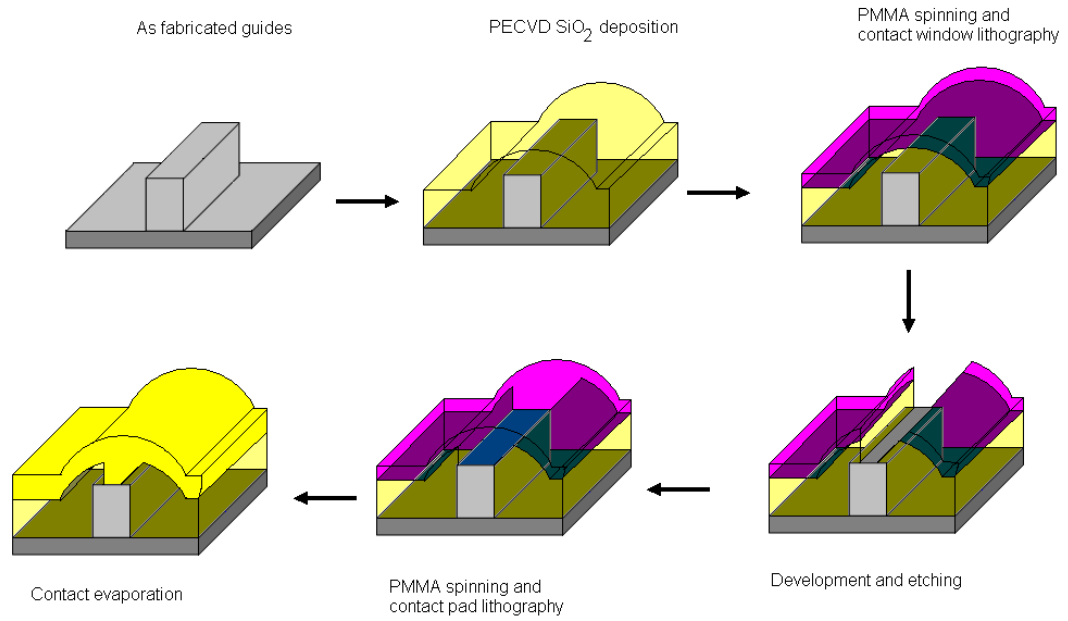 As fabricated guides
PECVD SiO2 deposition
PMMA spinning and
contact window lithography
Contact evaporation
PMMA spinning and
contact pad lithography
Development and etching